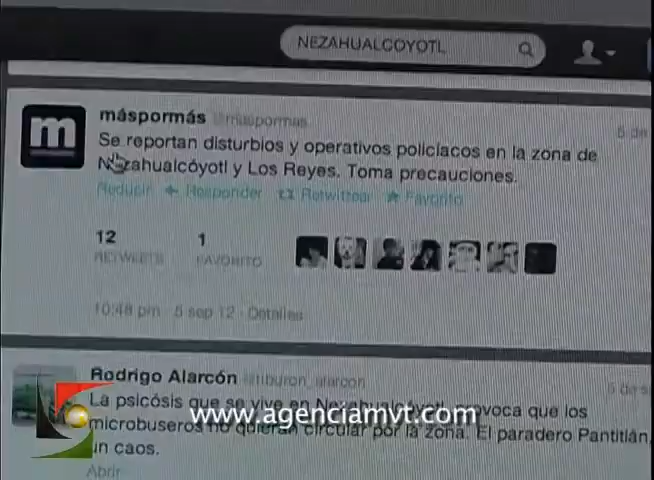 NEZAHUALCOYOTL
m
máspormás @maspormas
Se reportan disturbios y operativos policíacos en la zona de
Nezahualcóyotl y Los Reyes. Toma precauciones.
Reducir Responder Retwittear Favorito
12 1
RETWEETS FAVORITO
10:48 pm · 5 sep 12 · Detalles
Rodrigo Alarcón @tiburon_alarcon
La psicósis que se vive en Nezahualcóyotl, provoca que los
www.agenciamvt.com
microbuseros no quieran circular por la zona. El paradero Pantitlán,
un caos.
Abrir